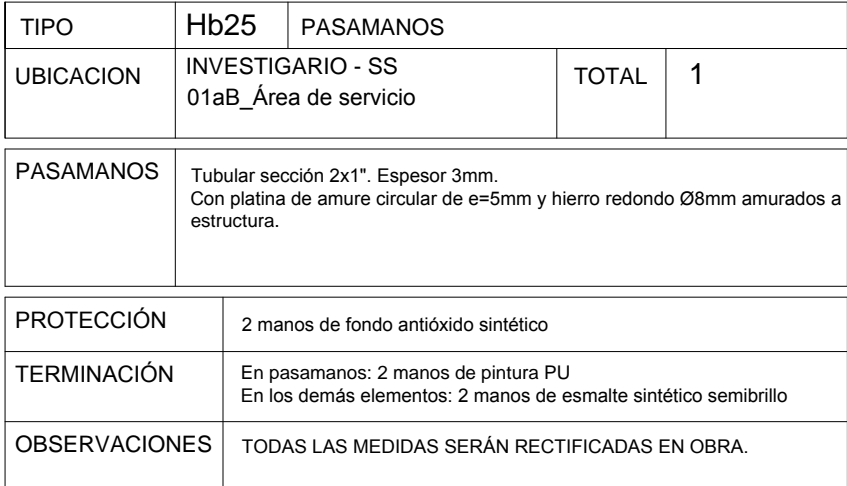 TIPO Hb25 PASAMANOS
UBICACION INVESTIGARIO - SS TOTAL 1
01aB_Área de servicio
PASAMANOS Tubular sección 2x1". Espesor 3mm.
Con platina de amure circular de e=5mm y hierro redondo Ø8mm amurados a
estructura.
PROTECCIÓN 2 manos de fondo antióxido sintético
TERMINACIÓN En pasamanos: 2 manos de pintura PU
En los demás elementos: 2 manos de esmalte sintético semibrillo
OBSERVACIONES TODAS LAS MEDIDAS SERÁN RECTIFICADAS EN OBRA.